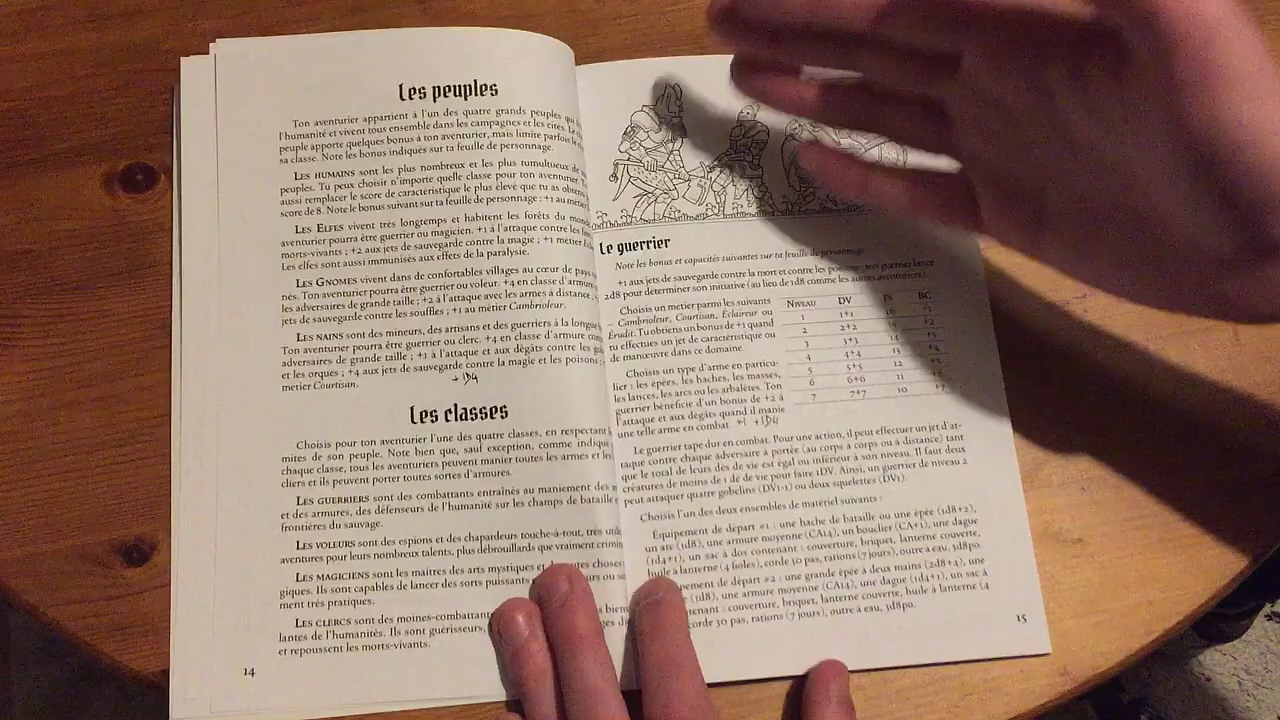 Les peuples
Ton aventurier appartient à l'un des quatre grands peuples qui
l'humanité et vivent tous ensemble dans les campagnes et les cités.
peuple apporte quelques bonus à ton aventurier, mais limite parfois
sa classe. Note les bonus indiqués sur ta feuille de personnage.
Les humains sont les plus nombreux et les plus tumultueux de
peuples. Tu peux choisir n'importe quelle classe pour ton aventurier.
aussi remplacer le score de caractéristique le plus élevé que tu as
score de 8. Note le bonus suivant sur ta feuille de personnage : +1 au
Les Elfes vivent très longtemps et habitent les forêts du
aventurier pourra être guerrier ou magicien. +1 à l'attaque contre les
morts-vivants ; +2 aux jets de sauvegarde contre la magie ; +1 métier
Les elfes sont aussi immunisés aux effets de la paralysie.
Les Gnomes vivent dans de confortables villages au cœur de
nés. Ton aventurier pourra être guerrier ou voleur. +4 en classe d'armure
les adversaires de grande taille ; +2 à l'attaque avec les armes à distance,
jets de sauvegarde contre les souffles ; +1 au métier Cambrioleur.
Les nains sont des mineurs, des artisans et des guerriers à la longue
Ton aventurier pourra être guerrier ou clerc. +4 en classe d'armure
adversaires de grande taille ; +1 à l'attaque et aux dégâts contre les
et les orques ; +4 aux jets de sauvegarde contre la magie et les poisons ;
métier Courtisan.
+1D4
Les classes
Choisis pour ton aventurier l'une des quatre classes, en respectant
mites de son peuple. Note bien que, sauf exception, comme indiqué
chaque classe, tous les aventuriers peuvent manier toutes les armes et les
cliers et ils peuvent porter toutes sortes d'armures.
Les guerriers sont des combattants entraînés au maniement des
et des armures, des défenseurs de l'humanité sur les champs de bataille
frontières du sauvage.
Les voleurs sont des espions et des chapardeurs touche-à-tout, très
aventures pour leurs nombreux talents, plus débrouillards que vraiment
Les magiciens sont les maîtres des arts mystiques et choses
giques. Ils sont capables de lancer des sorts puissants ou
ment très pratiques.
Les clercs sont des moines-combattants
lantes de l'humanités. Ils sont guérisseurs,
et repoussent les morts-vivants.
14
Le guerrier
Note les bonus et capacités suivantes sur ta feuille de personnage.
+1 aux jets de sauvegarde contre la mort et contre les ton guerrier lance
2d8 pour déterminer son initiative (au lieu de 1d8 comme les autres aventuriers).
Choisis un métier parmi les suivants
– Cambrioleur, Courtisan, Éclaireur ou
Érudit. Tu obtiens un bonus de +1 quand
tu effectues un jet de caractéristique ou
de manœuvre dans ce domaine.
Choisis un type d'arme en particu-
lier : les épées, les haches, les masses,
les lances, les arcs ou les arbalètes. Ton
guerrier bénéficie d'un bonus de +2 à
l'attaque et aux dégâts quand il manie
une telle arme en combat. +1 +1D4
Niveau DV JS BC
1 1+1 16 +1
2 2+2 +2
3 3+3 14 +3
4 4+4 13 +4
5 5+5 12
6 6+6 11
7 7+7 10 +7
Le guerrier tape dur en combat. Pour une action, il peut effectuer un jet d'at-
taque contre chaque adversaire à portée (au corps à corps ou à distance) tant
que le total de leurs dés de vie est égal ou inférieur à son niveau. Il faut deux
créatures de moins de 1 dé de vie pour faire 1DV. Ainsi, un guerrier de niveau 2
peut attaquer quatre gobelins (DV1-1) ou deux squelettes (DV1).
Choisis l'un des deux ensembles de matériel suivants :
Équipement de départ #1 : une hache de bataille ou une épée (1d8+2),
un arc (1d8), une armure moyenne (CA14), un bouclier (CA+1), une dague
(1d4+1), un sac à dos contenant : couverture, briquet, lanterne couverte,
huile à lanterne (4 fioles), corde 30 pas, rations (7 jours), outre à eau, 3d8po.
de départ #2 : une grande épée à deux mains (2d8+4), une
(1d8), une armure moyenne (CA14), une dague (1d4+1), un sac à
couverture, briquet, lanterne couverte, huile à lanterne (4
corde 30 pas, rations (7 jours), outre à eau, 3d8po.
15